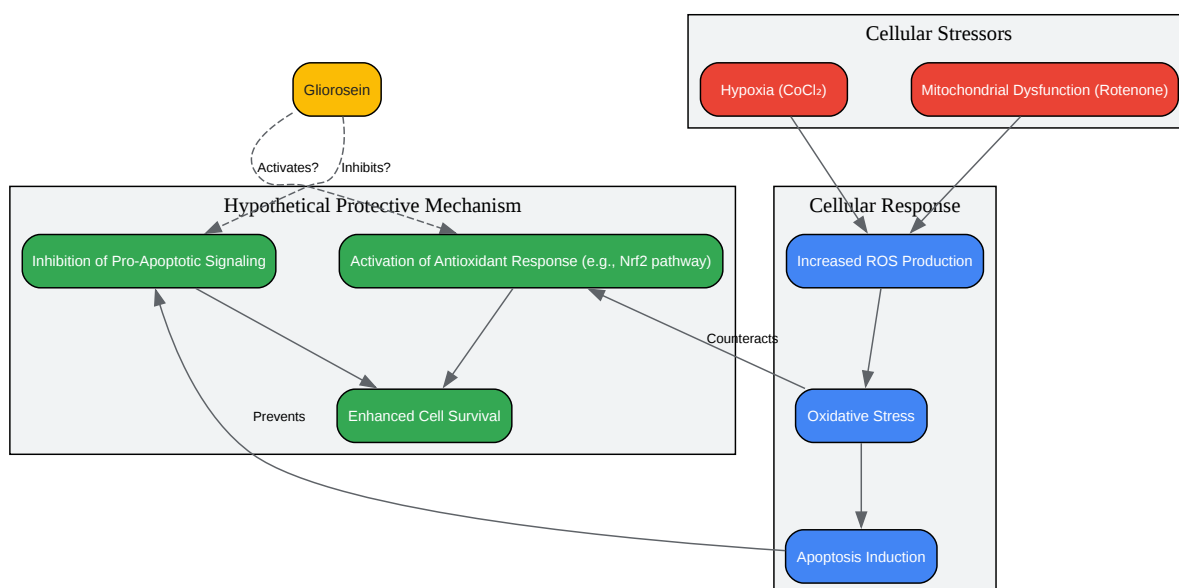 Cellular Stressors
Gliorosein
Hypoxia (CoCl₂)
Mitochondrial Dysfunction (Rotenone)
Activates?
Inhibits?
Hypothetical Protective Mechanism
Cellular Response
Inhibition of Pro-Apoptotic Signaling
Activation of Antioxidant Response (e.g., Nrf2 pathway)
Increased ROS Production
Counteracts
Prevents
Enhanced Cell Survival
Oxidative Stress
Apoptosis Induction